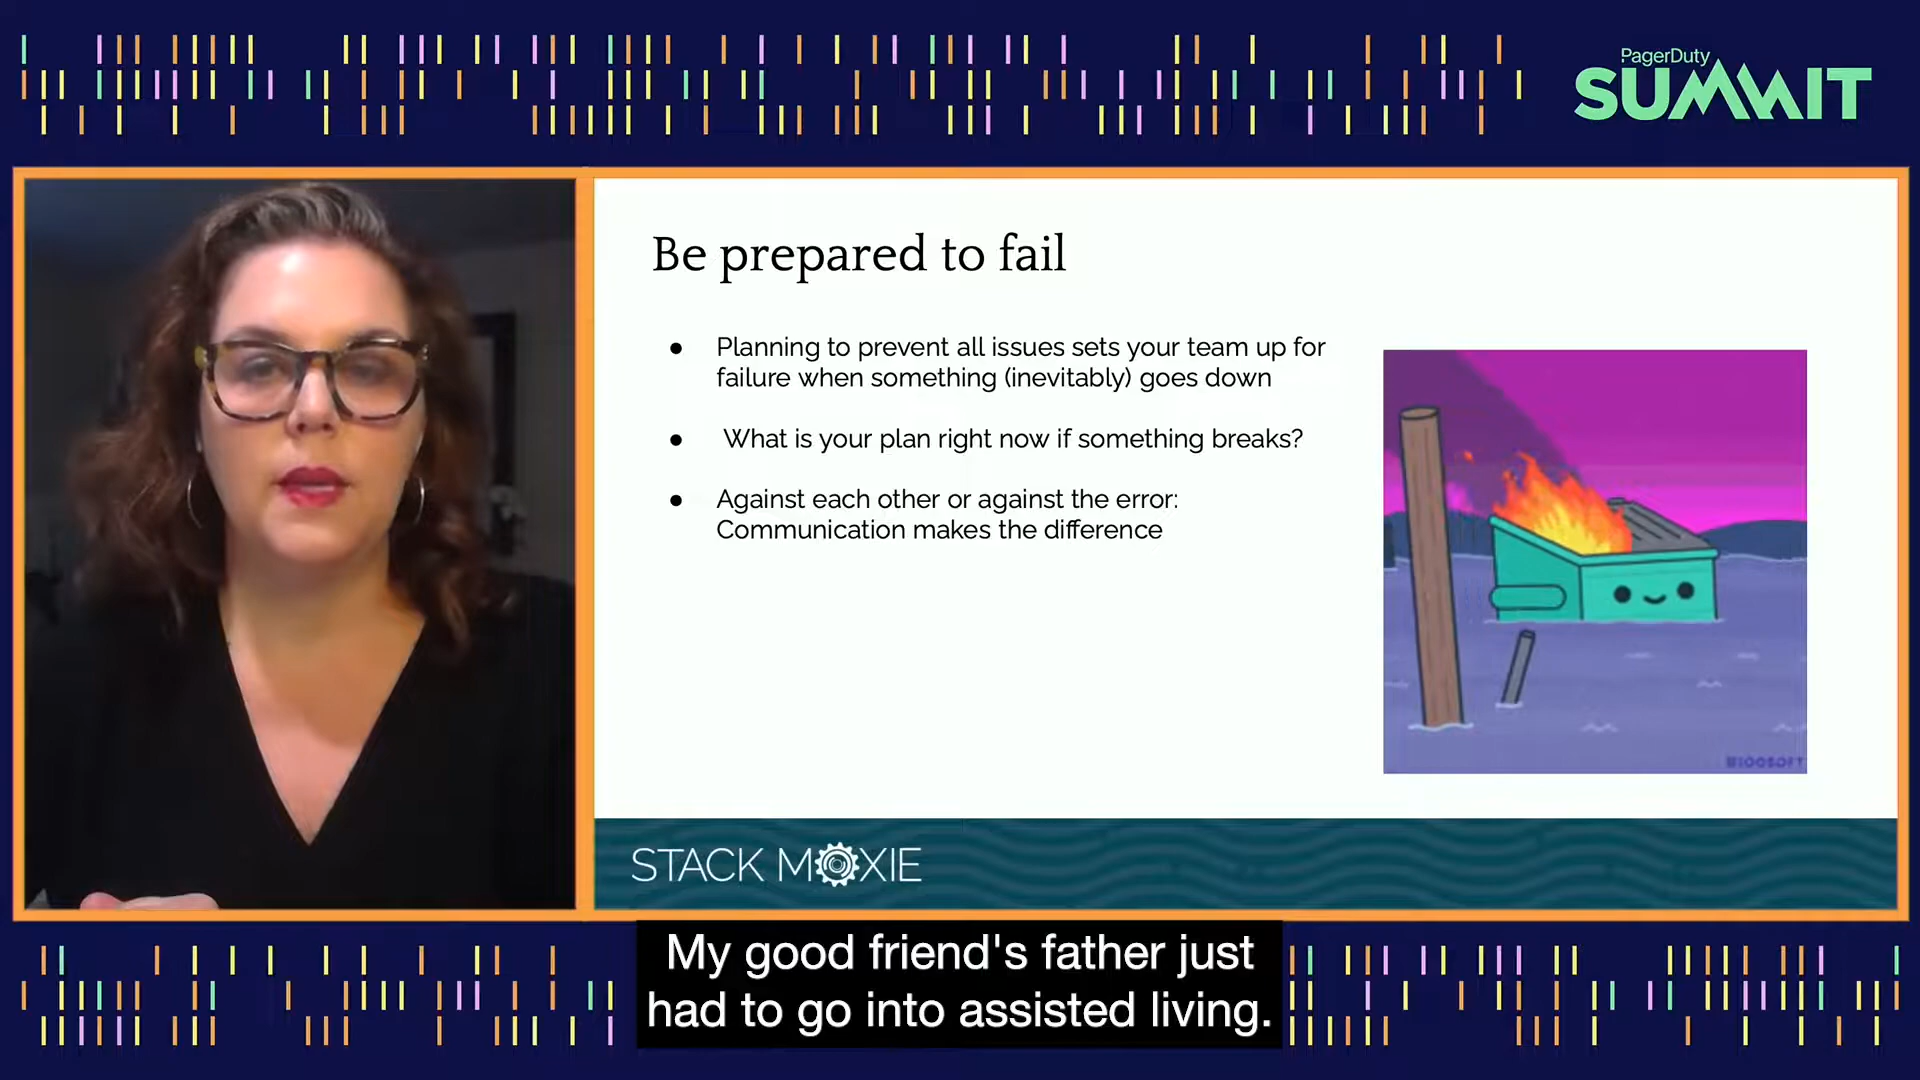 PagerDuty
SUMMIT
Be prepared to fail
● Planning to prevent all issues sets your team up for
failure when something (inevitably) goes down
● What is your plan right now if something breaks?
● Against each other or against the error:
Communication makes the difference
STACK MOXIE
My good friend's father just
had to go into assisted living.